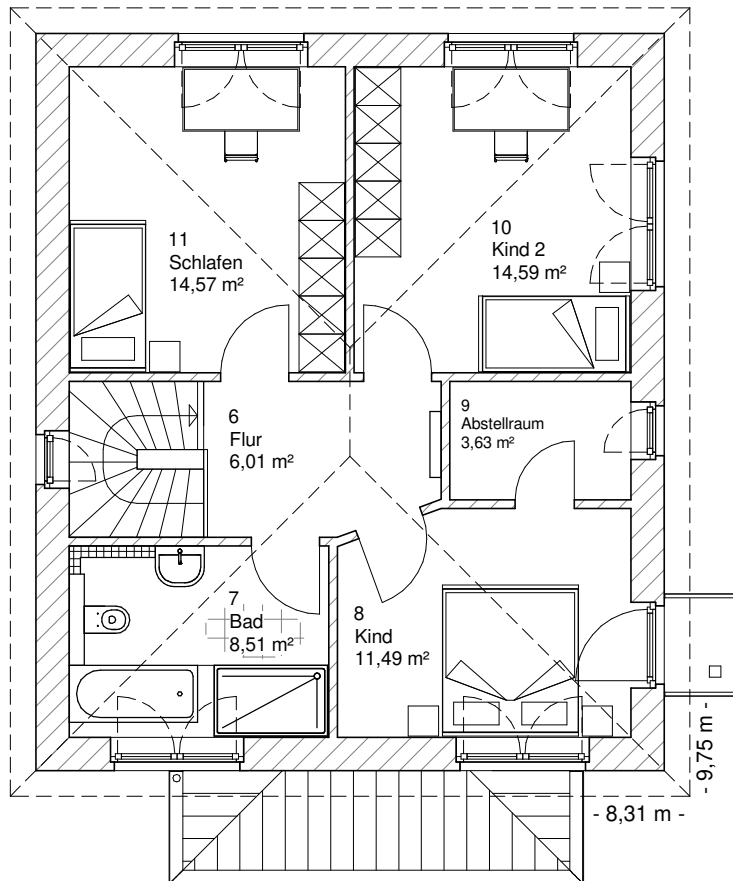 11
Schlafen
14,57 m²
10
Kind 2
14,59 m²
6
Flur
6,01 m²
9
Abstellraum
3,63 m²
7
Bad
8,51 m²
8
Kind
11,49 m²
- 9,75 m -
- 8,31 m -